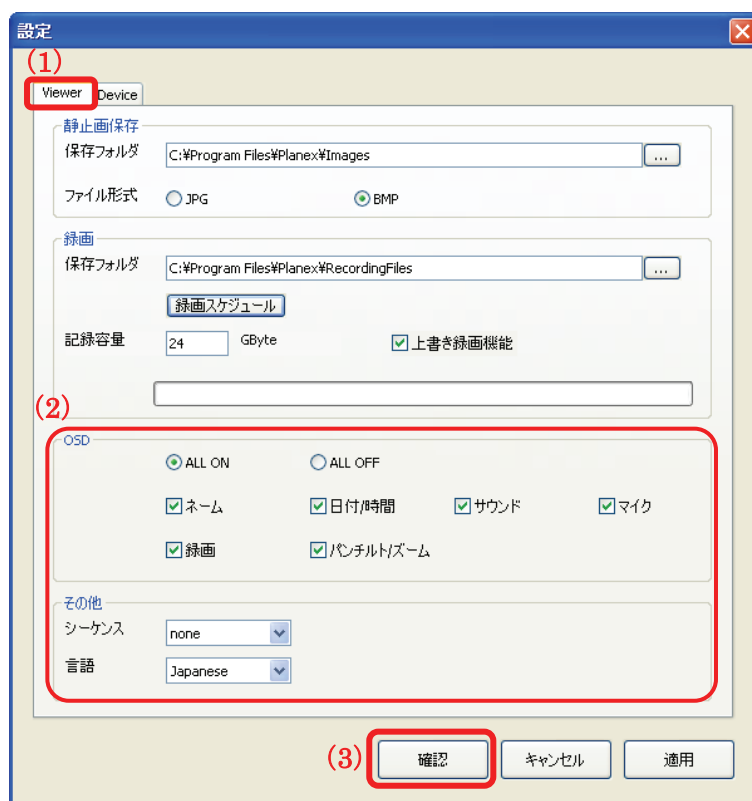 設定
(1)
Viewer Device
静止画保存
保存フォルダ C:¥Program Files¥Planex¥Images ...
ファイル形式 JPG BMP
録画
保存フォルダ C:¥Program Files¥Planex¥RecordingFiles ...
録画スケジュール
記録容量 24 GByte 上書き録画機能
(2)
OSD
ALL ON ALL OFF
ネーム 日付/時間 サウンド マイク
録画 パンチルト/ズーム
その他
シーケンス none
言語 Japanese
(3) 確認 キャンセル 適用